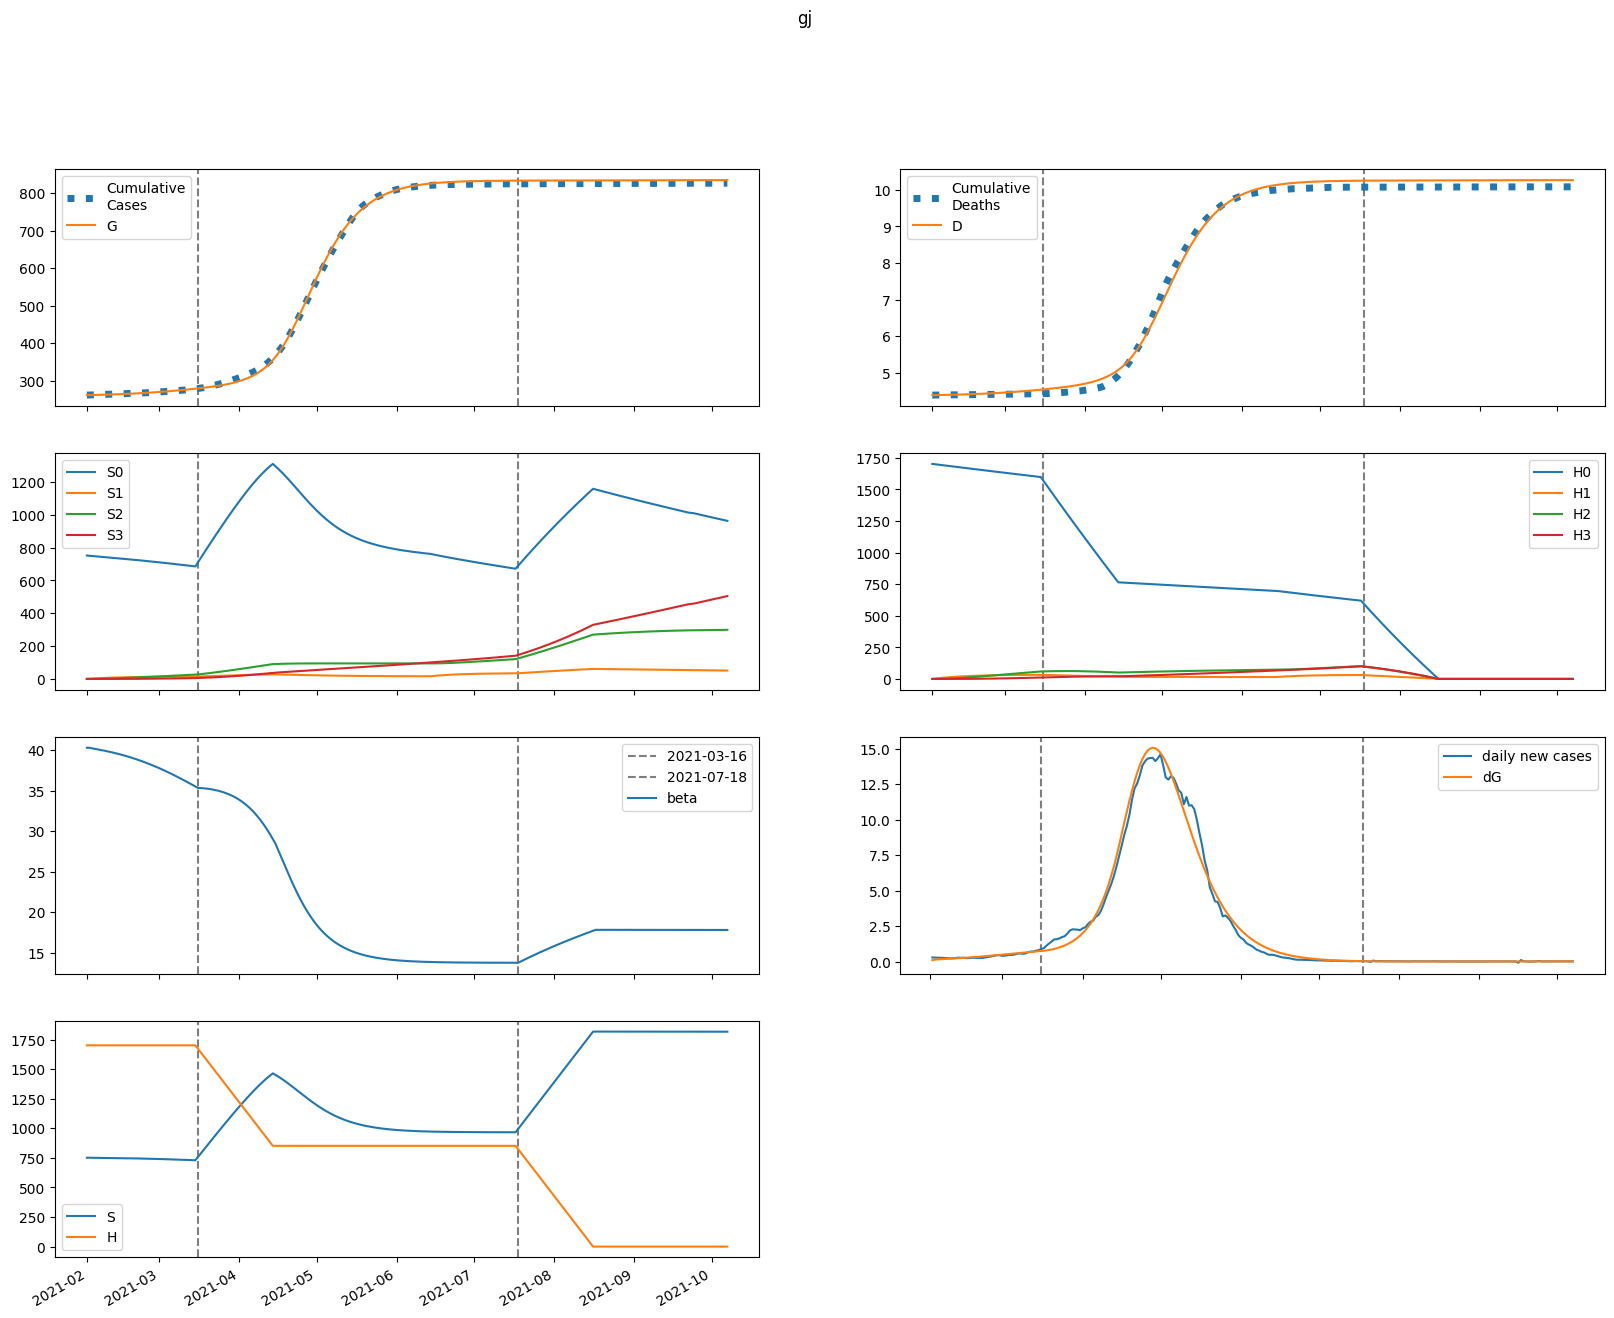 gj
Cumulative
Cases
G
800
700
600
500
400
300
Cumulative
Deaths
D
10
9
8
7
6
5
S0
S1
S2
S3
1200
1000
800
600
400
200
0
H0
H1
H2
H3
1750
1500
1250
1000
750
500
250
0
2021-03-16
2021-07-18
beta
40
35
30
25
20
15
daily new cases
dG
15.0
12.5
10.0
7.5
5.0
2.5
0.0
1750
1500
1250
1000
750
500
250
0
S
H
2021-02
2021-03
2021-04
2021-05
2021-06
2021-07
2021-08
2021-09
2021-10